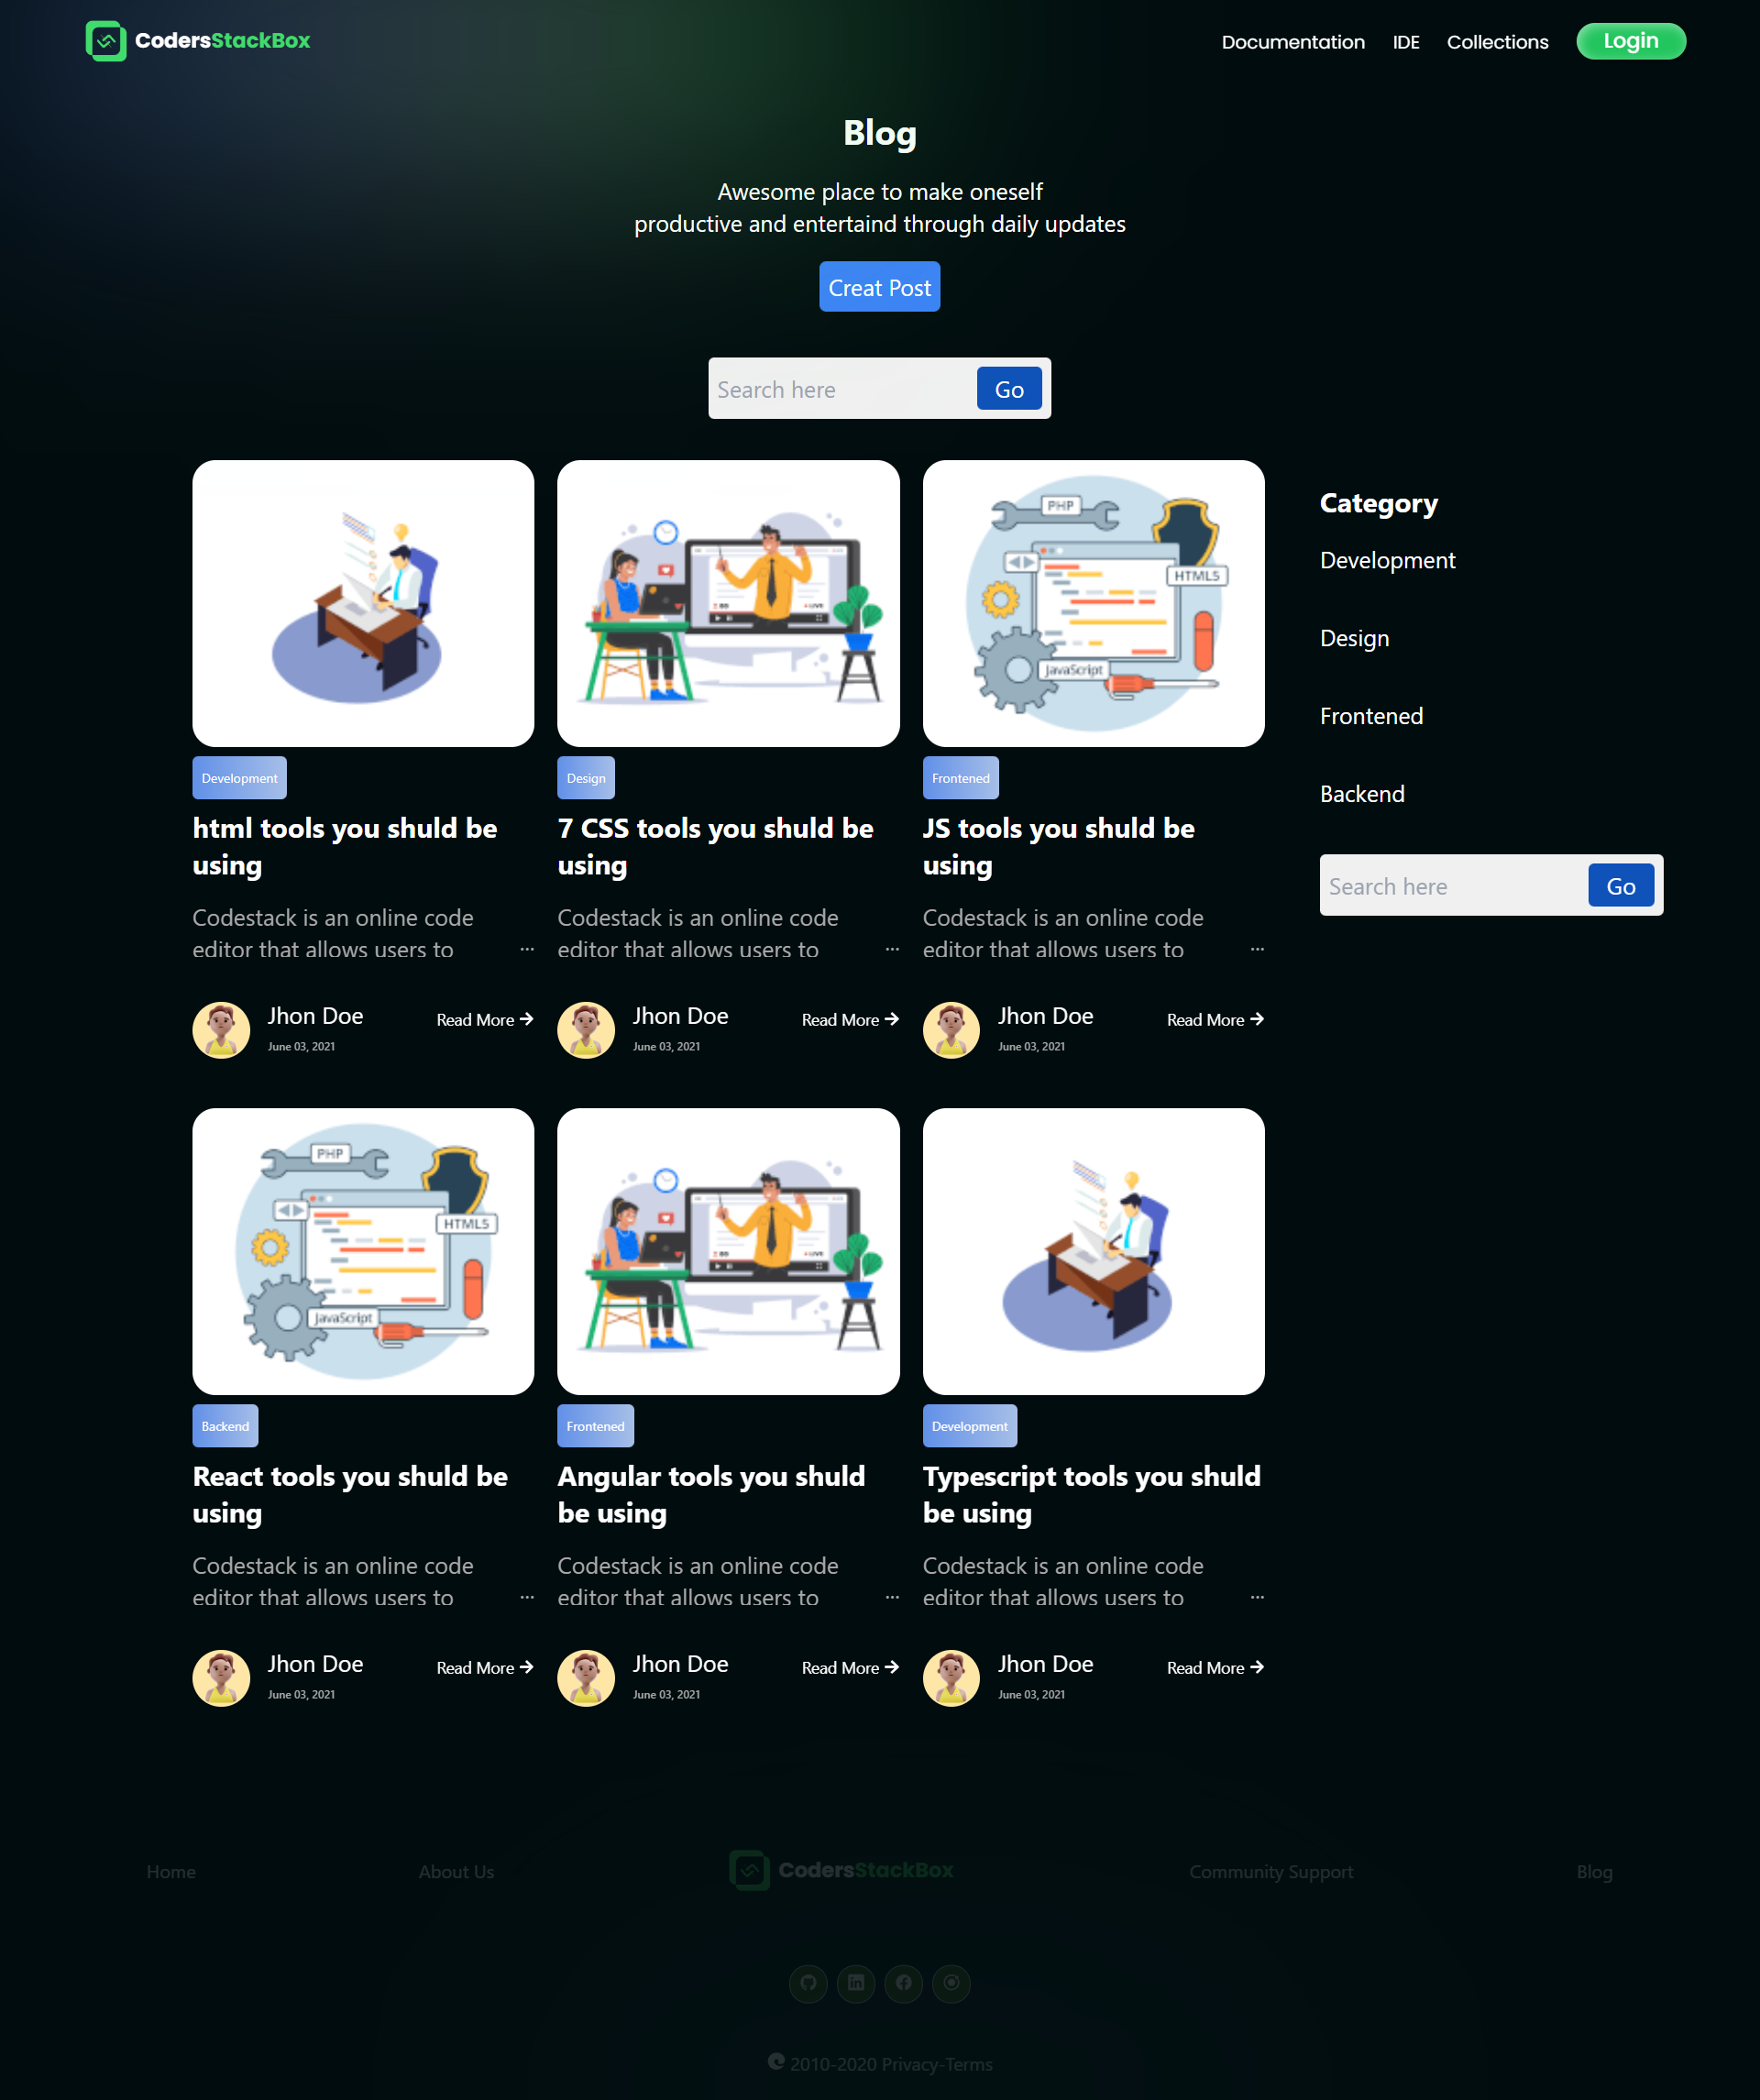 CodersStackBox
Documentation IDE Collections Login
Blog
Awesome place to make oneself
productive and entertaind through daily updates
Creat Post
Search here Go
PHP
HTML5
JavaScript
LIVE
Development
html tools you shuld be
using
Codestack is an online code
editor that allows users to ...
Jhon Doe
June 03, 2021
Read More
Design
7 CSS tools you shuld be
using
Codestack is an online code
editor that allows users to ...
Jhon Doe
June 03, 2021
Read More
Frontened
JS tools you shuld be
using
Codestack is an online code
editor that allows users to ...
Jhon Doe
June 03, 2021
Read More
Category
Development
Design
Frontened
Backend
Search here Go
PHP
HTML5
JavaScript
LIVE
Backend
React tools you shuld be
using
Codestack is an online code
editor that allows users to ...
Jhon Doe
June 03, 2021
Read More
Frontened
Angular tools you shuld
be using
Codestack is an online code
editor that allows users to ...
Jhon Doe
June 03, 2021
Read More
Development
Typescript tools you shuld
be using
Codestack is an online code
editor that allows users to ...
Jhon Doe
June 03, 2021
Read More
Home About Us CodersStackBox Community Support Blog
2010-2020 Privacy-Terms